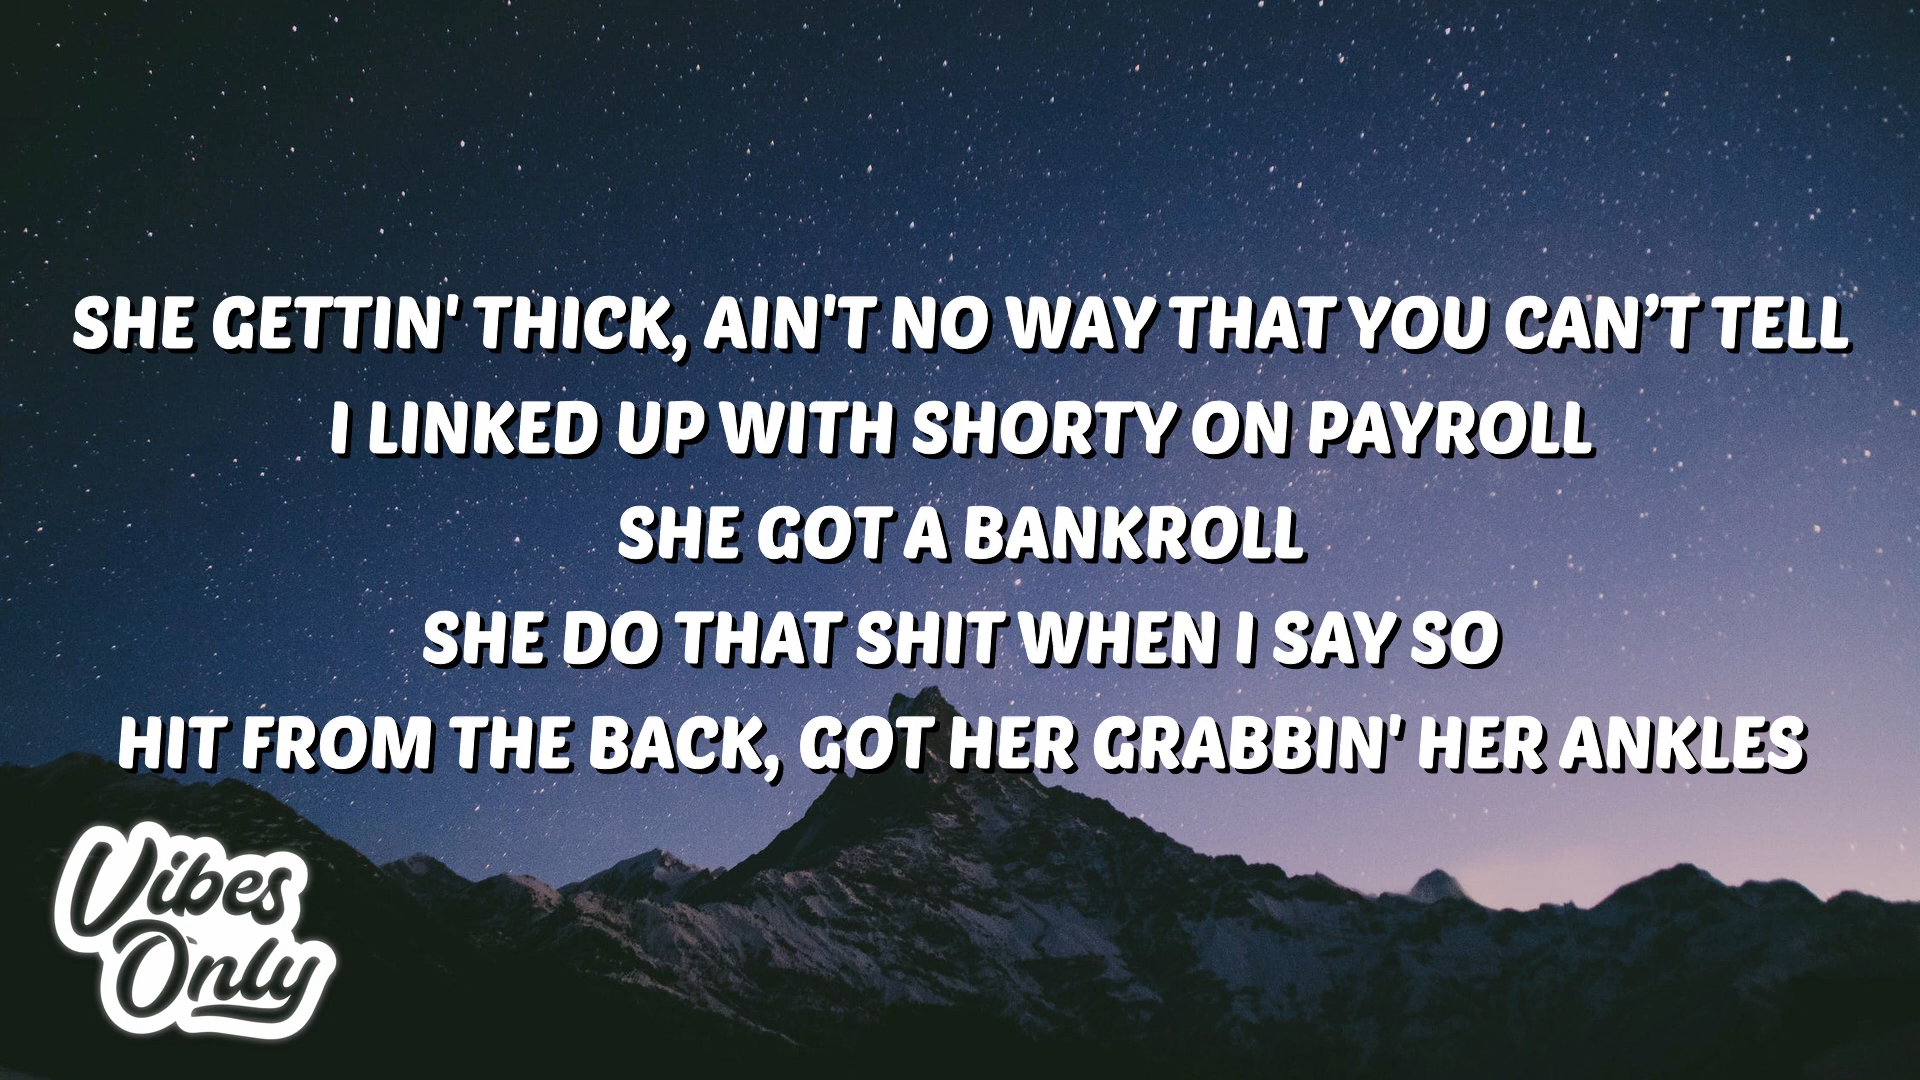 SHE GETTIN' THICK, AIN'T NO WAY THAT YOU CAN’T TELL
I LINKED UP WITH SHORTY ON PAYROLL
SHE GOT A BANKROLL
SHE DO THAT SHIT WHEN I SAY SO
HIT FROM THE BACK, GOT HER GRABBIN' HER ANKLES
Vibes
Only